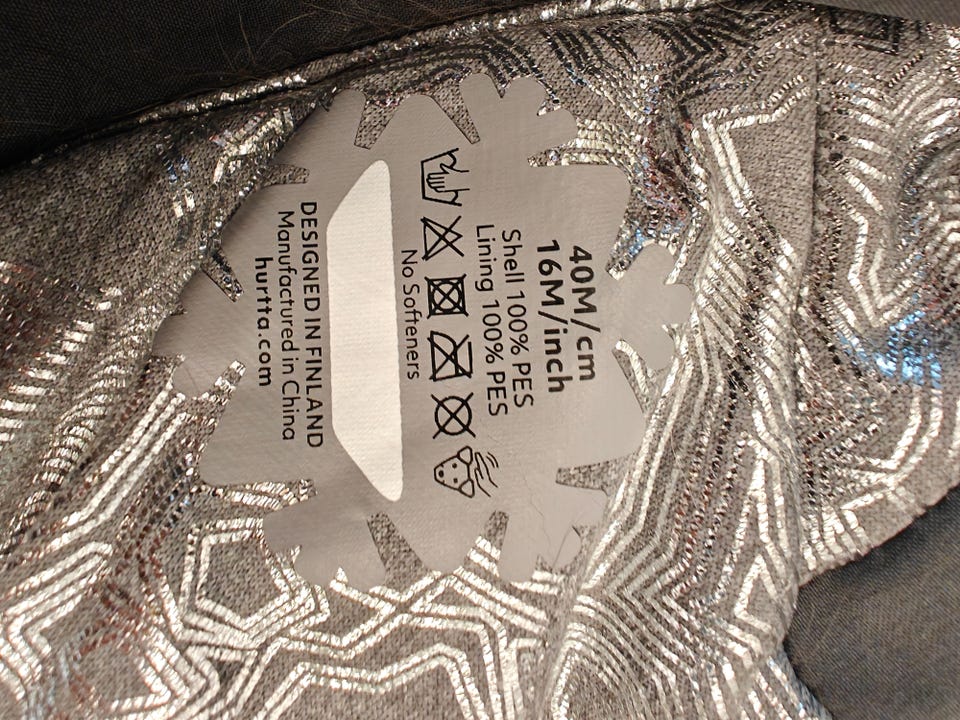 40M/cm
16M/inch
Shell 100% PES
Lining 100% PES
No Softeners
DESIGNED IN FINLAND
Manufactured in China
hurtta.com